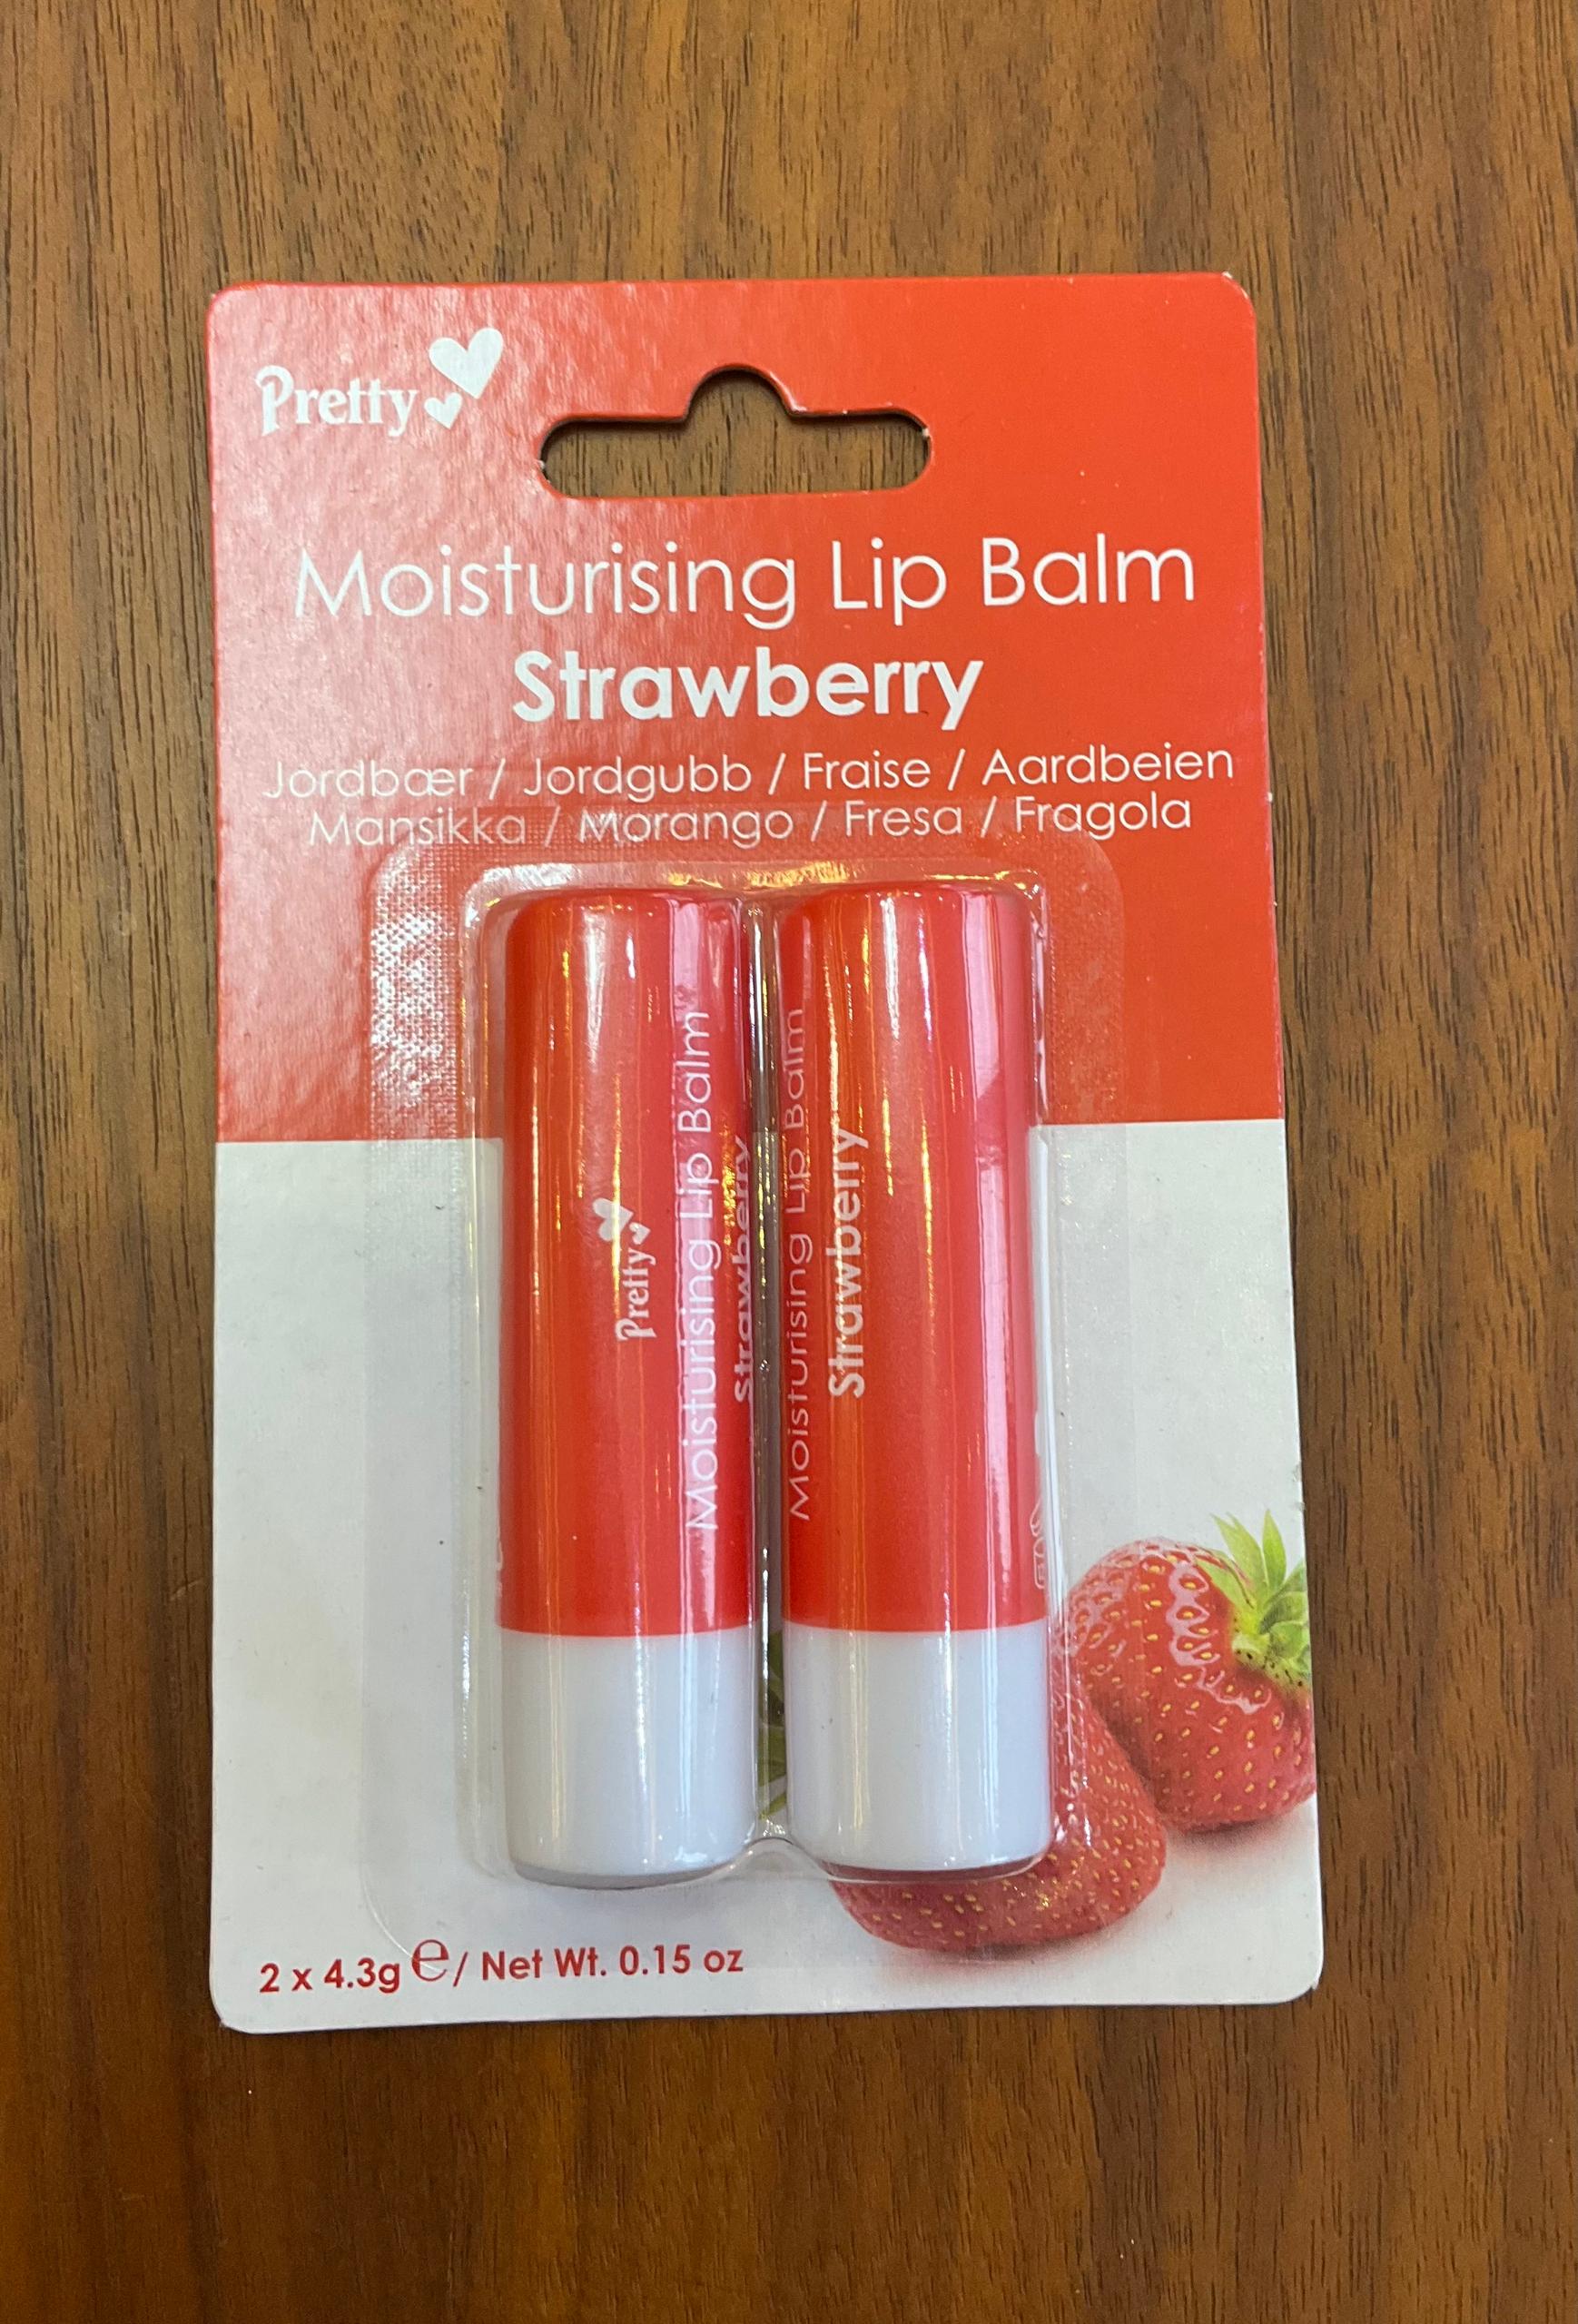 Pretty
Moisturising Lip Balm
Strawberry
Jordbær / Jordgubb / Fraise / Aardbeien
Mansikka / Morango / Fresa / Fragola
Pretty
Moisturising Lip Balm
Strawberry
Moisturising Lip Balm
Strawberry
2 x 4.3g ℮ / Net Wt. 0.15 oz